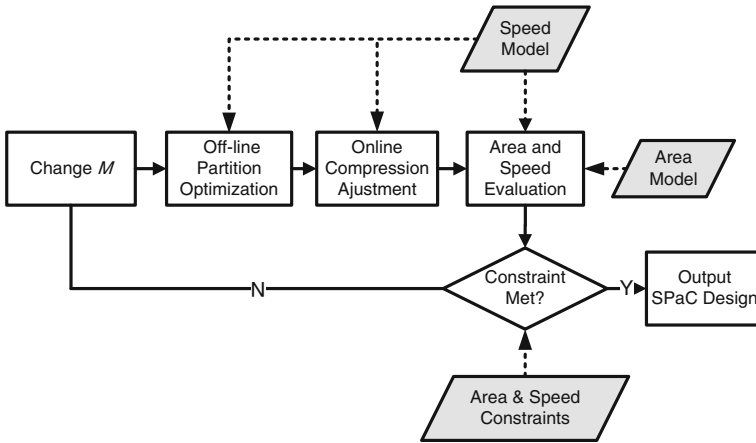 Speed
Model
Change M
Off-line
Partition
Optimization
Online
Compression
Ajustment
Area and
Speed
Evaluation
Area
Model
Constraint
Met?
N
Y
Output
SPaC Design
Area & Speed
Constraints